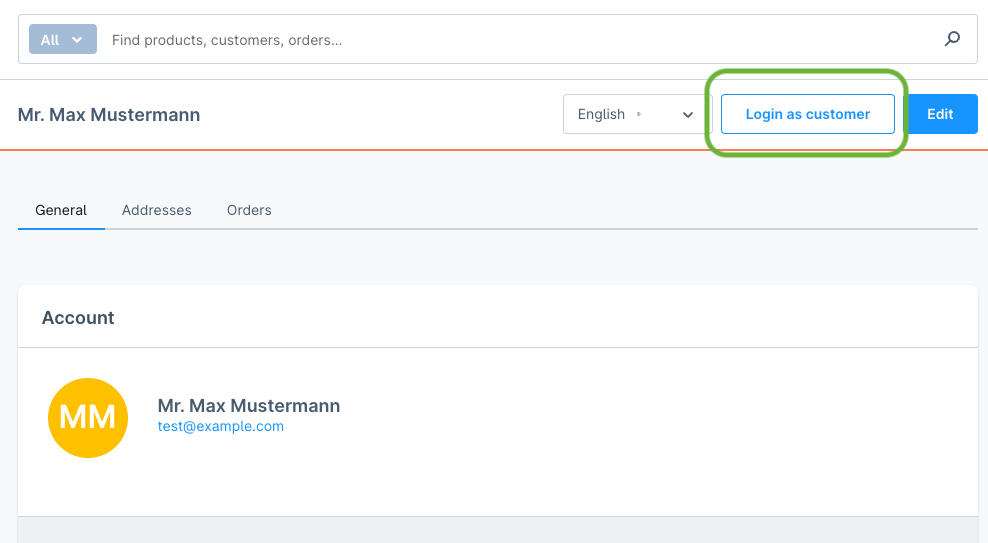 All
Find products, customers, orders...
Mr. Max Mustermann
English
Login as customer
Edit
General Addresses Orders
Account
MM
Mr. Max Mustermann
test@example.com